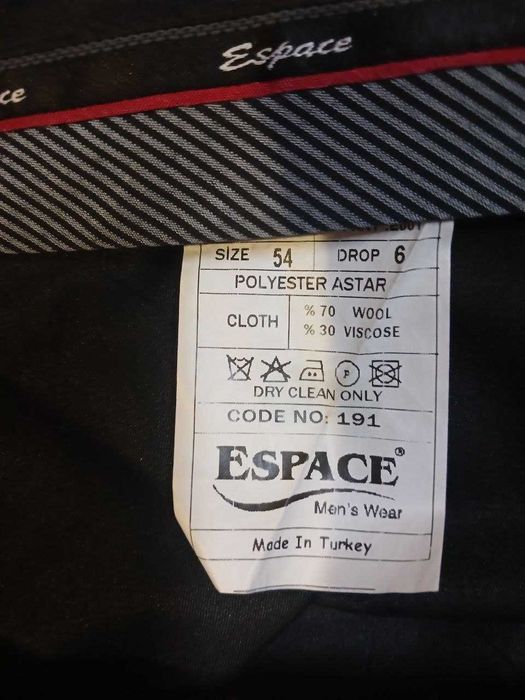 Espace
ce
SIZE 54 DROP 6
POLYESTER ASTAR
CLOTH
% 70 WOOL
% 30 VISCOSE
P
DRY CLEAN ONLY
CODE NO: 191
ESPACE®
Men's Wear
Made In Turkey